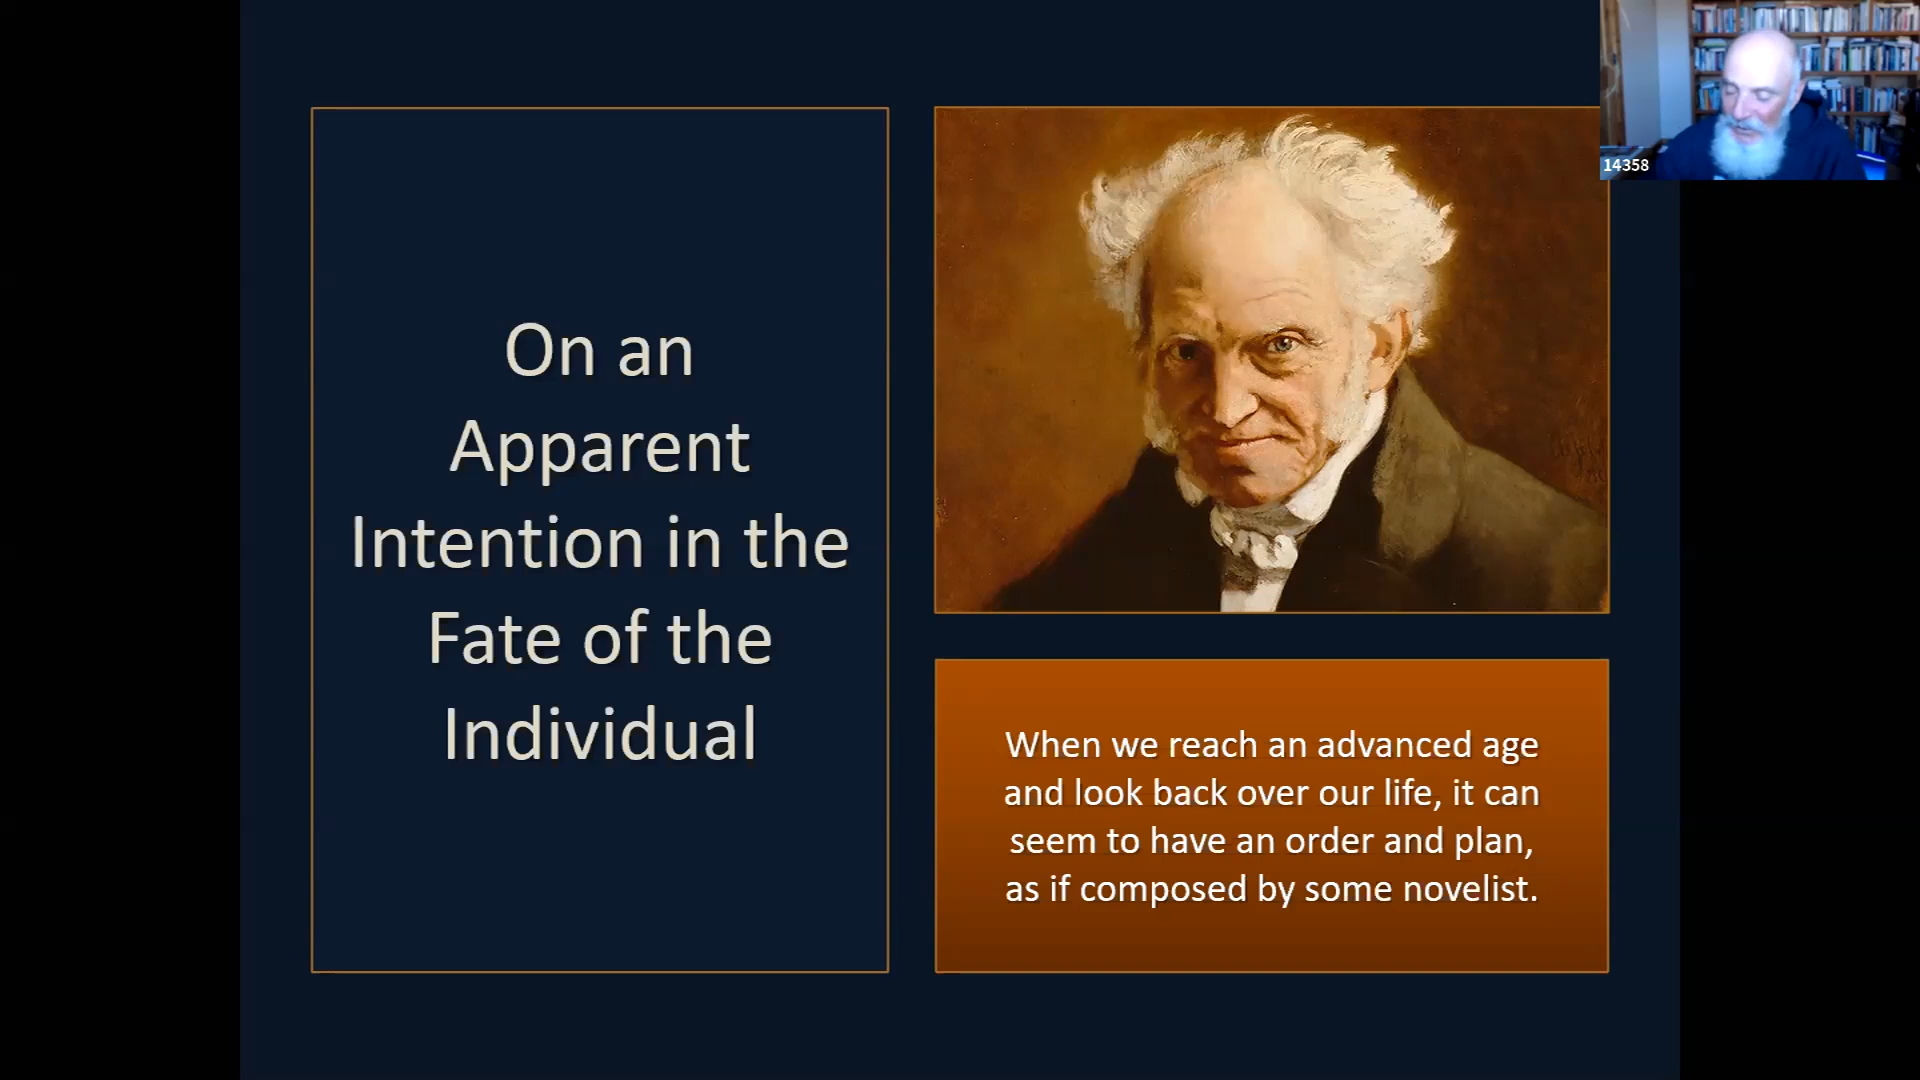 On an
Apparent
Intention in the
Fate of the
Individual
14358
When we reach an advanced age
and look back over our life, it can
seem to have an order and plan,
as if composed by some novelist.